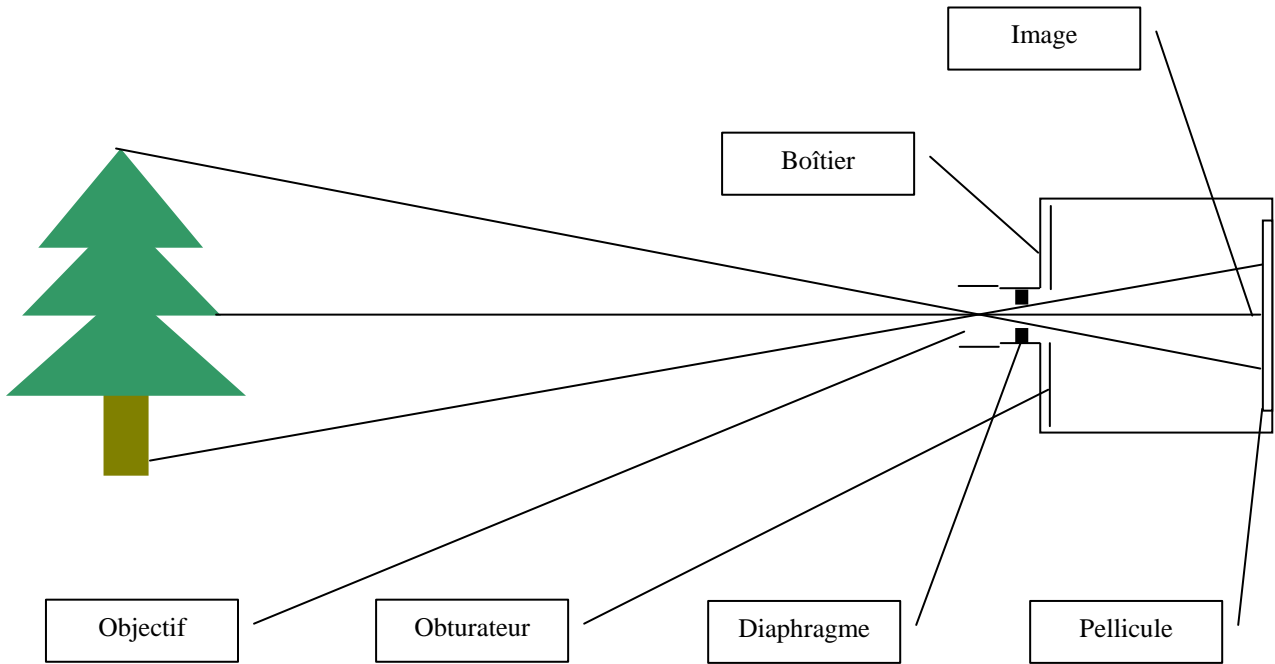 Image
Boîtier
Objectif
Obturateur
Diaphragme
Pellicule